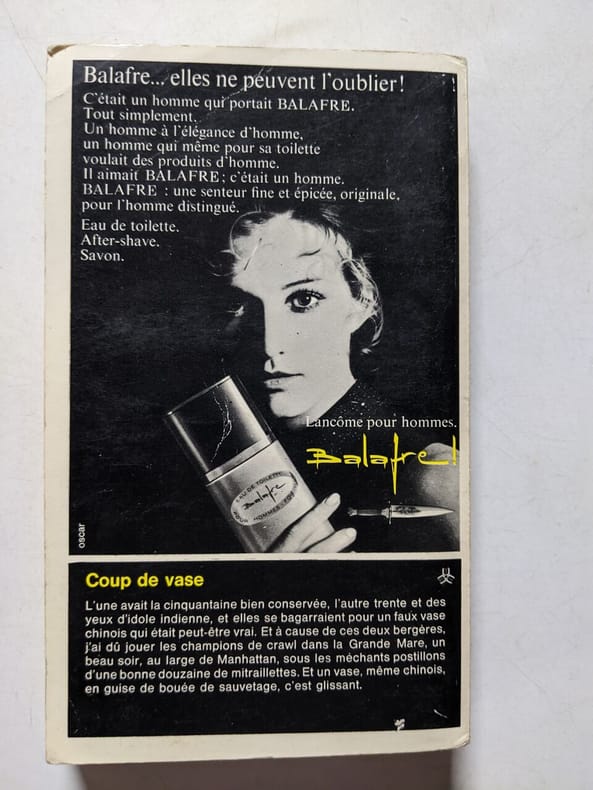 Balafre... elles ne peuvent l'oublier!
C'était un homme qui portait BALAFRE.
Tout simplement.
Un homme à l'élégance d'homme,
un homme qui même pour sa toilette
voulait des produits d'homme.
Il aimait BALAFRE; c'était un homme.
BALAFRE : une senteur fine et épicée, originale,
pour l'homme distingué.
Eau de toilette.
After-shave.
Savon.
Lancôme pour hommes.
Balafre!
EAU DE TOILETTE
Balafre
POUR HOMMES
oscar
Coup de vase
L'une avait la cinquantaine bien conservée, l'autre trente et des
yeux d'idole indienne, et elles se bagarraient pour un faux vase
chinois qui était peut-être vrai. Et à cause de ces deux bergères,
j'ai dû jouer les champions de crawl dans la Grande Mare, un
beau soir, au large de Manhattan, sous les méchants postillons
d'une bonne douzaine de mitraillettes. Et un vase, même chinois,
en guise de bouée de sauvetage, c'est glissant.